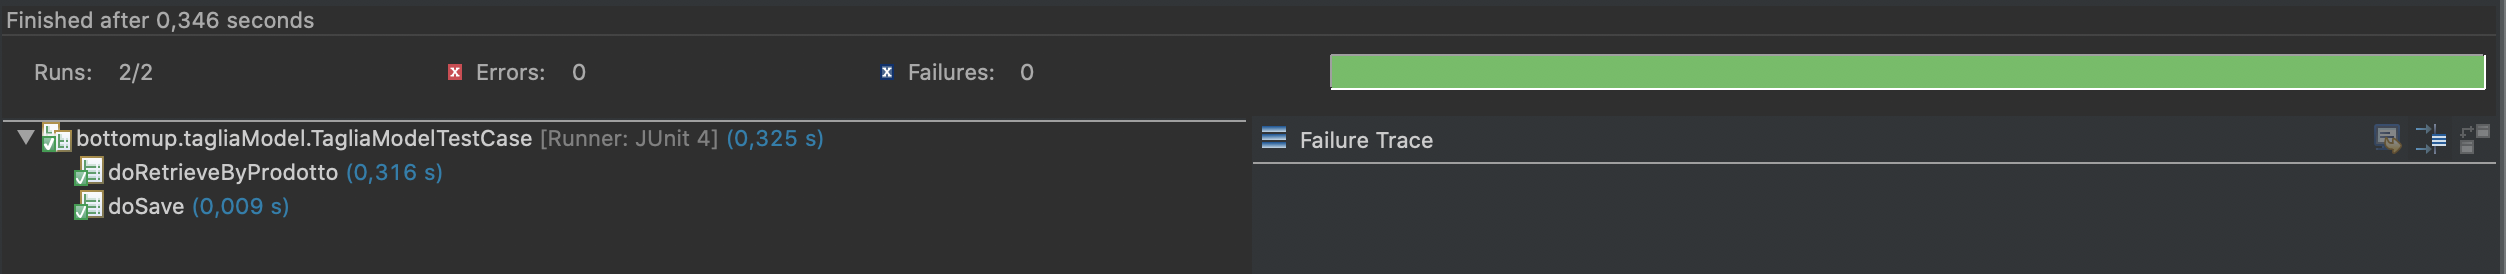 Finished after 0,346 seconds
Runs: 2/2 Errors: 0 Failures: 0
bottomup.tagliaModel.TagliaModelTestCase [Runner: JUnit 4] (0,325 s)
Failure Trace
doRetrieveByProdotto (0,316 s)
doSave (0,009 s)